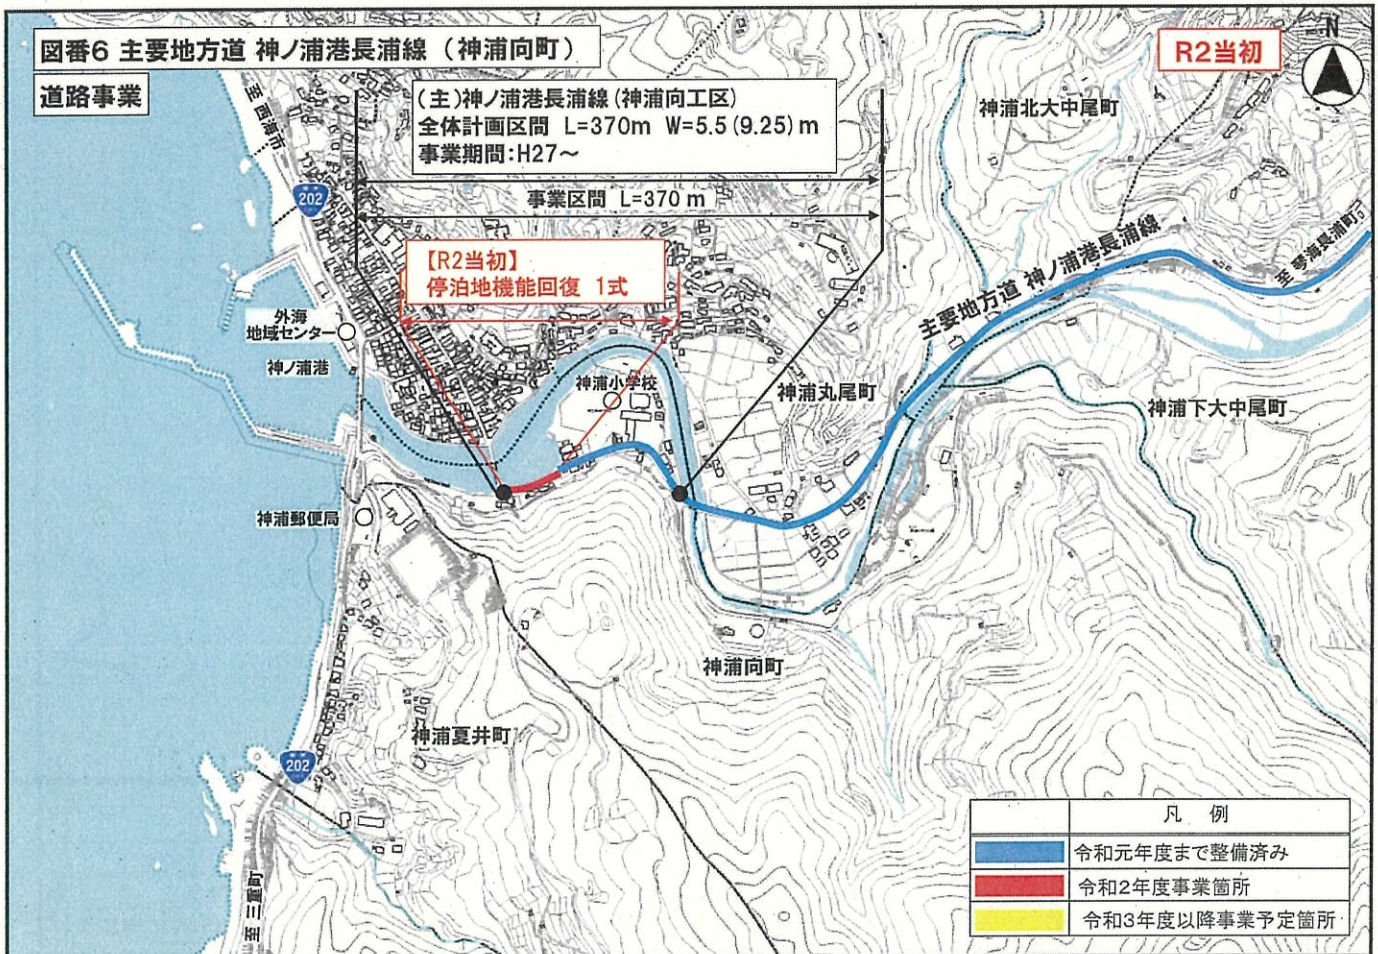 図番6 主要地方道 神ノ浦港長浦線（神浦向町）
道路事業
R2当初
N
(主)神ノ浦港長浦線(神浦向工区)
全体計画区間 L=370m W=5.5(9.25)m
事業期間:H27～
事業区間 L=370m
【R2当初】
停泊地機能回復 1式
至 西海市
202
外海
地域センター
神ノ浦港
神浦小学校
神浦丸尾町
神浦北大中尾町
主要地方道 神ノ浦港長浦線
至 琴海長浦町
神浦下大中尾町
神浦郵便局
神浦向町
神浦夏井町
202
至 三重町
凡 例
令和元年度まで整備済み
令和2年度事業箇所
令和3年度以降事業予定箇所